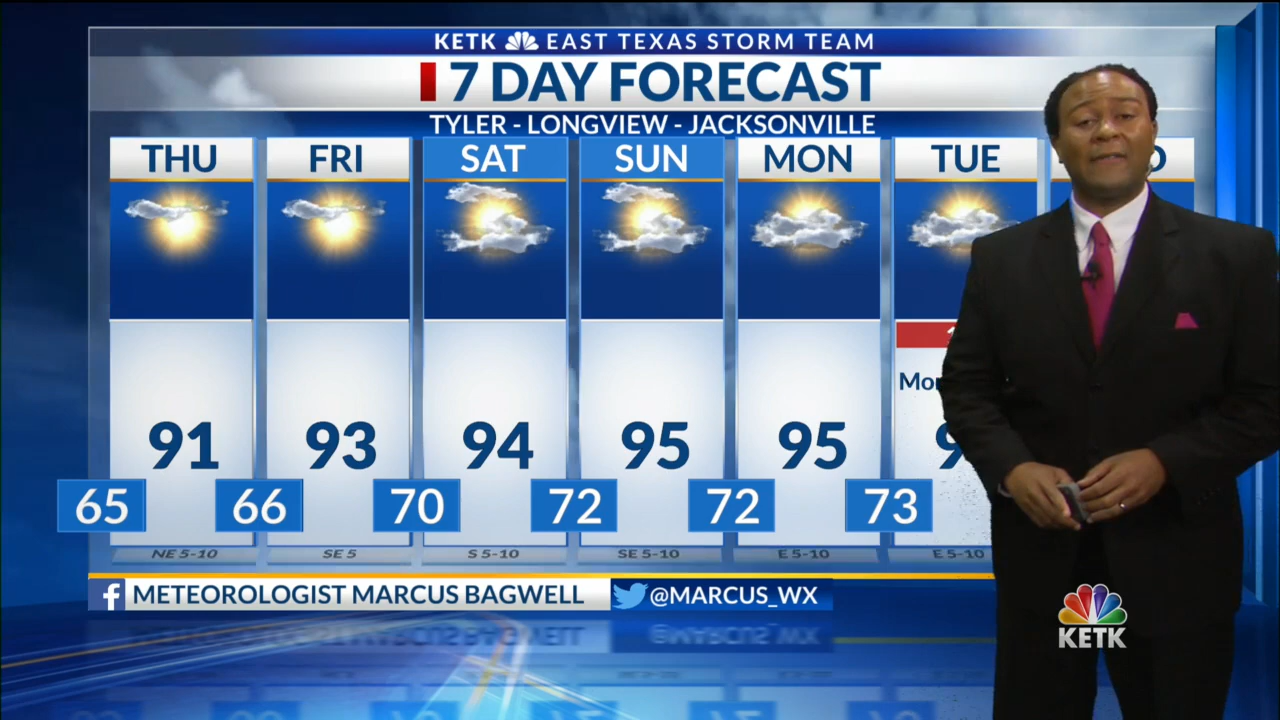 KETK EAST TEXAS STORM TEAM
7 DAY FORECAST
TYLER - LONGVIEW - JACKSONVILLE
THU FRI SAT SUN MON TUE
91 93 94 95 95
65 66 70 72 72 73
NE 5-10 SE 5 S 5-10 SE 5-10 E 5-10 E 5-10
f METEOROLOGIST MARCUS BAGWELL @MARCUS_WX
KETK